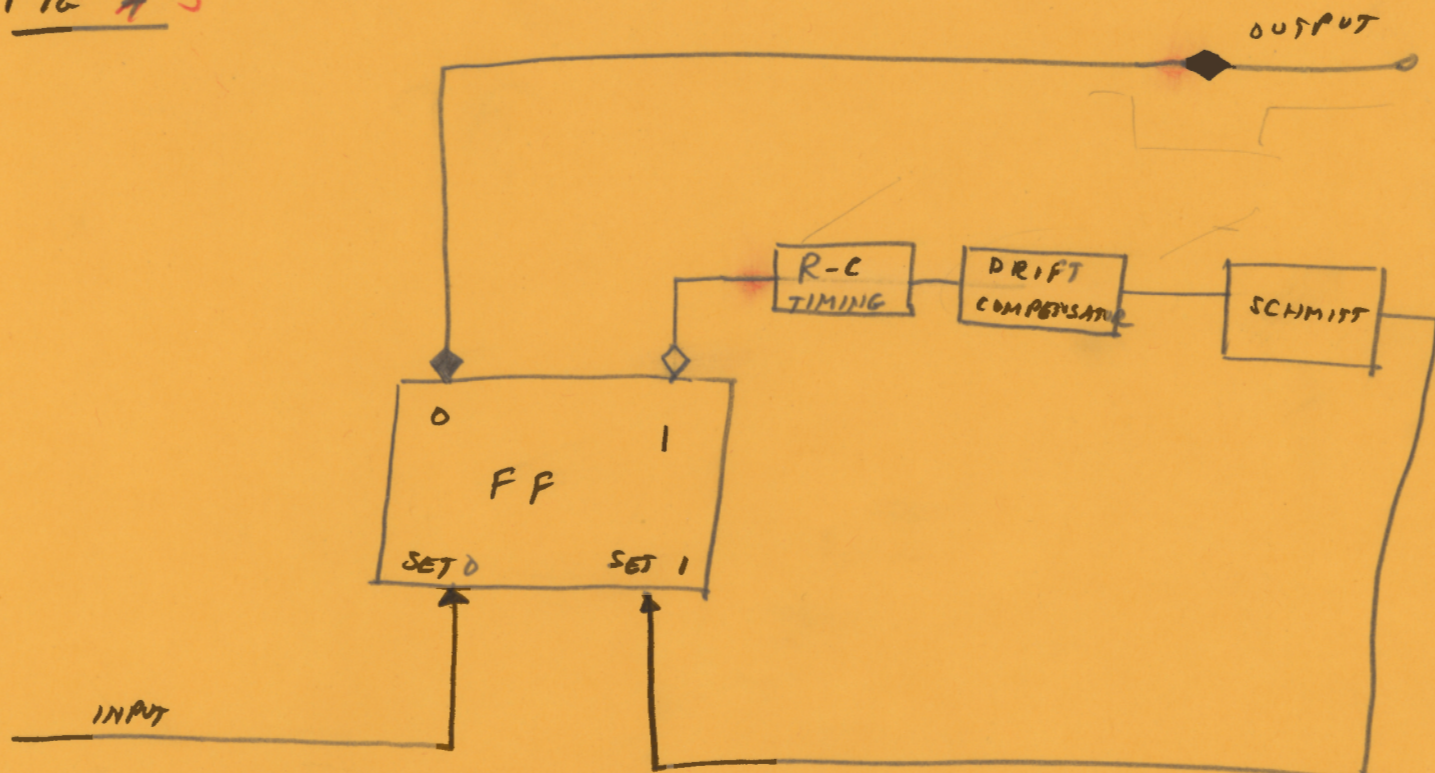 OUTPUT
R-C
TIMING
DRIFT
COMPENSATOR
SCHMITT
0
1
FF
SET 0
SET 1
INPUT